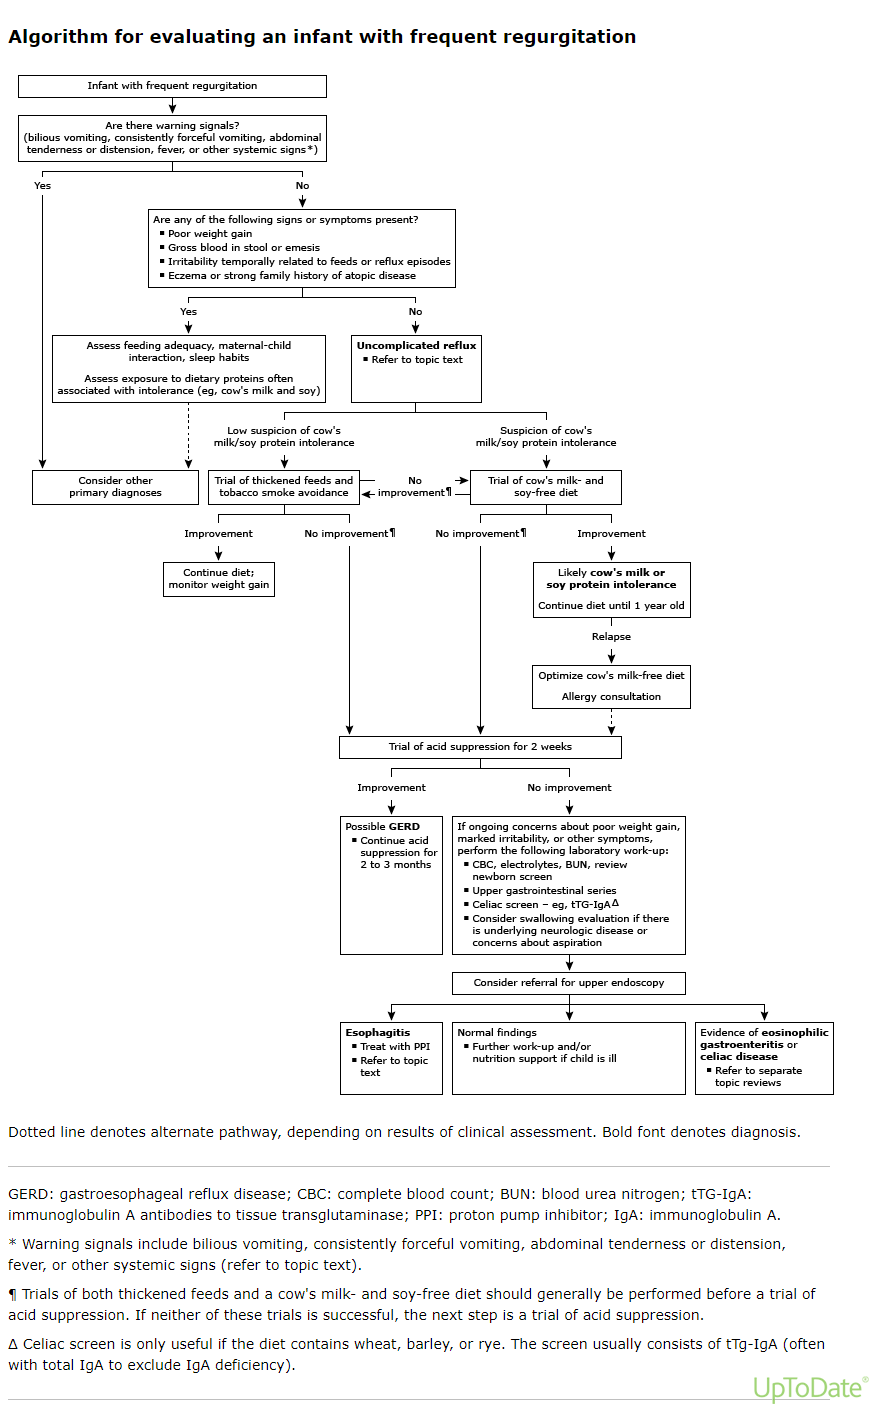 Algorithm for evaluating an infant with frequent regurgitation
Infant with frequent regurgitation
Are there warning signals?
(bilious vomiting, consistently forceful vomiting, abdominal
tenderness or distension, fever, or other systemic signs*)
Yes
No
Are any of the following signs or symptoms present?
▪ Poor weight gain
▪ Gross blood in stool or emesis
▪ Irritability temporally related to feeds or reflux episodes
▪ Eczema or strong family history of atopic disease
Yes
No
Assess feeding adequacy, maternal-child
interaction, sleep habits
Assess exposure to dietary proteins often
associated with intolerance (eg, cow's milk and soy)
Uncomplicated reflux
▪ Refer to topic text
Low suspicion of cow's
milk/soy protein intolerance
Suspicion of cow's
milk/soy protein intolerance
Consider other
primary diagnoses
Trial of thickened feeds and
tobacco smoke avoidance
No
improvement¶
Trial of cow's milk- and
soy-free diet
Improvement
No improvement¶
No improvement¶
Improvement
Continue diet;
monitor weight gain
Likely cow's milk or
soy protein intolerance
Continue diet until 1 year old
Relapse
Optimize cow's milk-free diet
Allergy consultation
Trial of acid suppression for 2 weeks
Improvement
No improvement
Possible GERD
▪ Continue acid
suppression for
2 to 3 months
If ongoing concerns about poor weight gain,
marked irritability, or other symptoms,
perform the following laboratory work-up:
▪ CBC, electrolytes, BUN, review
newborn screen
▪ Upper gastrointestinal series
▪ Celiac screen – eg, tTG-IgAΔ
▪ Consider swallowing evaluation if there
is underlying neurologic disease or
concerns about aspiration
Consider referral for upper endoscopy
Esophagitis
▪ Treat with PPI
▪ Refer to topic
text
Normal findings
▪ Further work-up and/or
nutrition support if child is ill
Evidence of eosinophilic
gastroenteritis or
celiac disease
▪ Refer to separate
topic reviews
Dotted line denotes alternate pathway, depending on results of clinical assessment. Bold font denotes diagnosis.
GERD: gastroesophageal reflux disease; CBC: complete blood count; BUN: blood urea nitrogen; tTG-IgA:
immunoglobulin A antibodies to tissue transglutaminase; PPI: proton pump inhibitor; IgA: immunoglobulin A.
* Warning signals include bilious vomiting, consistently forceful vomiting, abdominal tenderness or distension,
fever, or other systemic signs (refer to topic text).
¶ Trials of both thickened feeds and a cow's milk- and soy-free diet should generally be performed before a trial of
acid suppression. If neither of these trials is successful, the next step is a trial of acid suppression.
Δ Celiac screen is only useful if the diet contains wheat, barley, or rye. The screen usually consists of tTg-IgA (often
with total IgA to exclude IgA deficiency).
UpToDate®